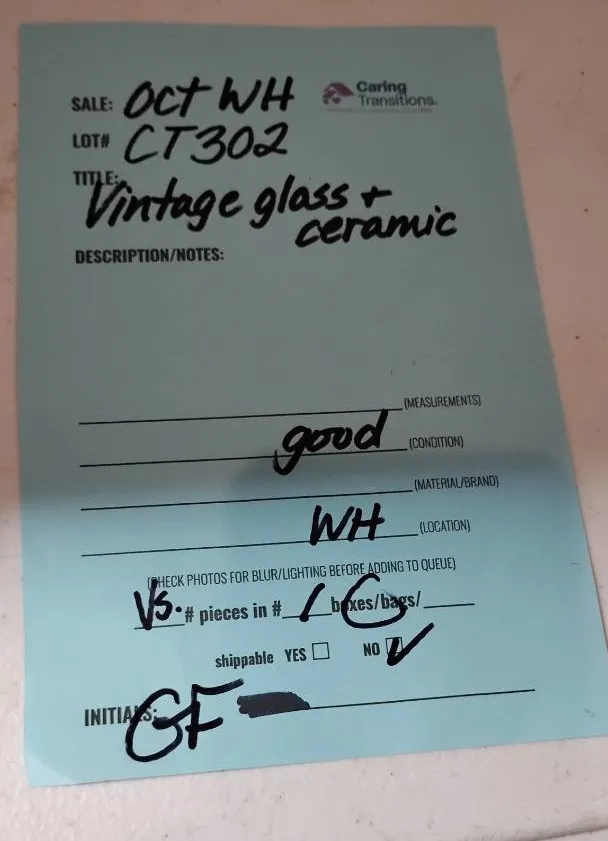 SALE: Oct WH
Caring
Transitions.
LOT# CT302
TITLE:
Vintage glass +
ceramic
DESCRIPTION/NOTES:
(MEASUREMENTS)
good (CONDITION)
(MATERIAL/BRAND)
WH (LOCATION)
(CHECK PHOTOS FOR BLUR/LIGHTING BEFORE ADDING TO QUEUE)
Vs. # pieces in # 1 boxes/bags/
shippable YES NO
INITIALS: GF